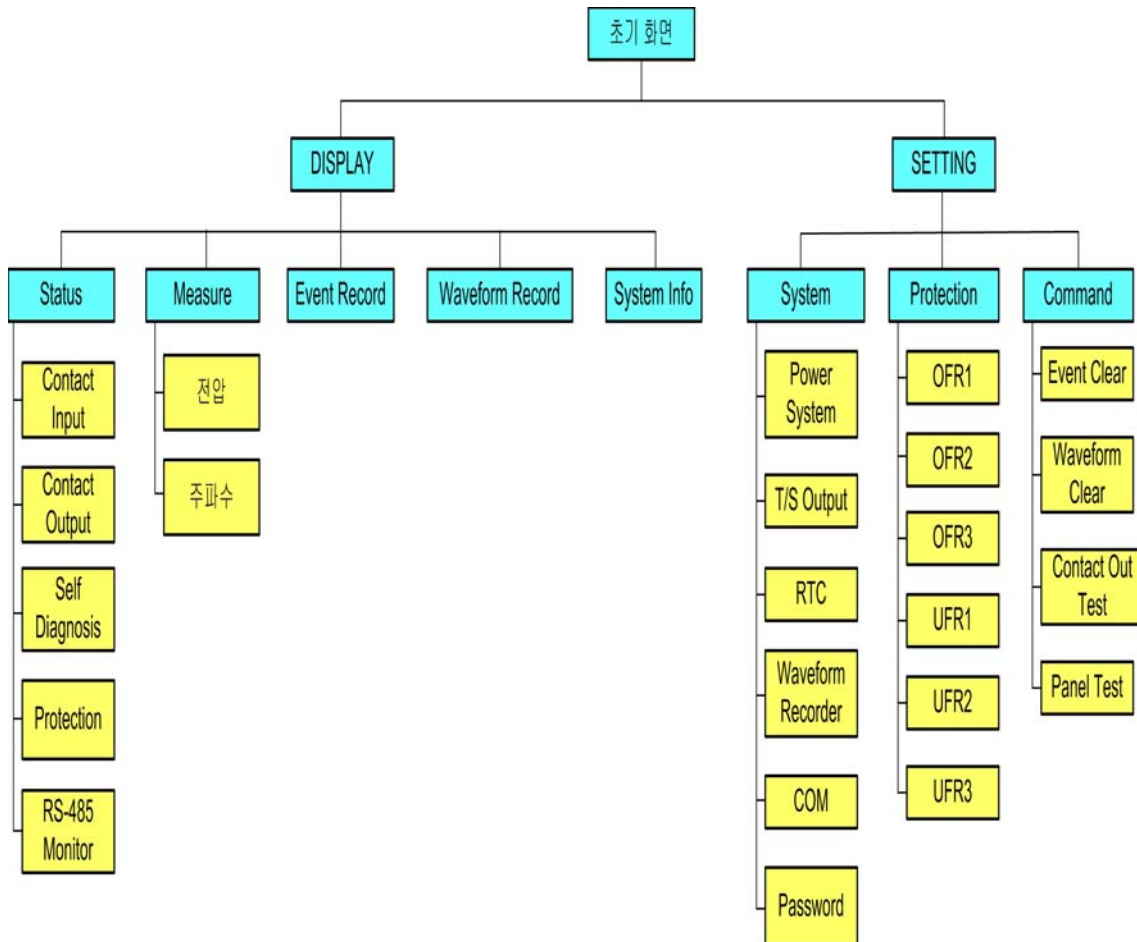 초기 화면
DISPLAY
SETTING
Status
Measure
Event Record
Waveform Record
System Info
System
Protection
Command
Contact
Input
Contact
Output
Self
Diagnosis
Protection
RS-485
Monitor
전압
주파수
Power
System
T/S Output
RTC
Waveform
Recorder
COM
Password
OFR1
OFR2
OFR3
UFR1
UFR2
UFR3
Event Clear
Waveform
Clear
Contact Out
Test
Panel Test